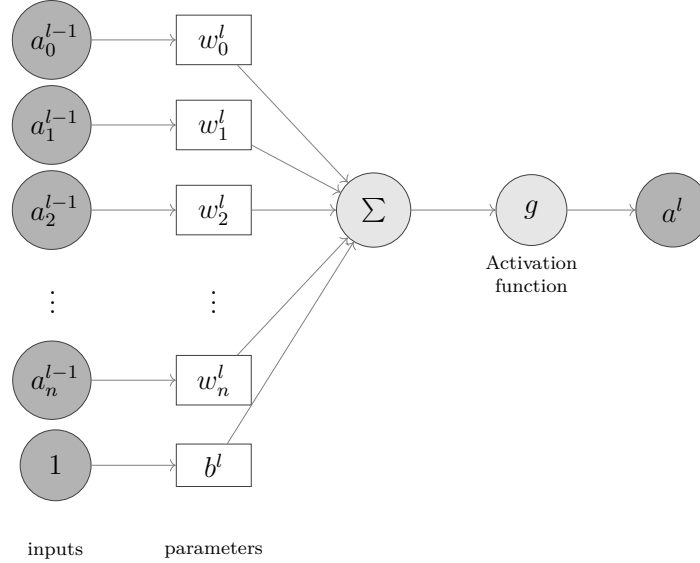 a_0^{l-1} w_0^l
a_1^{l-1} w_1^l
a_2^{l-1} w_2^l Σ g a^l
Activation
function
⋮ ⋮
a_n^{l-1} w_n^l
1 b^l
inputs parameters